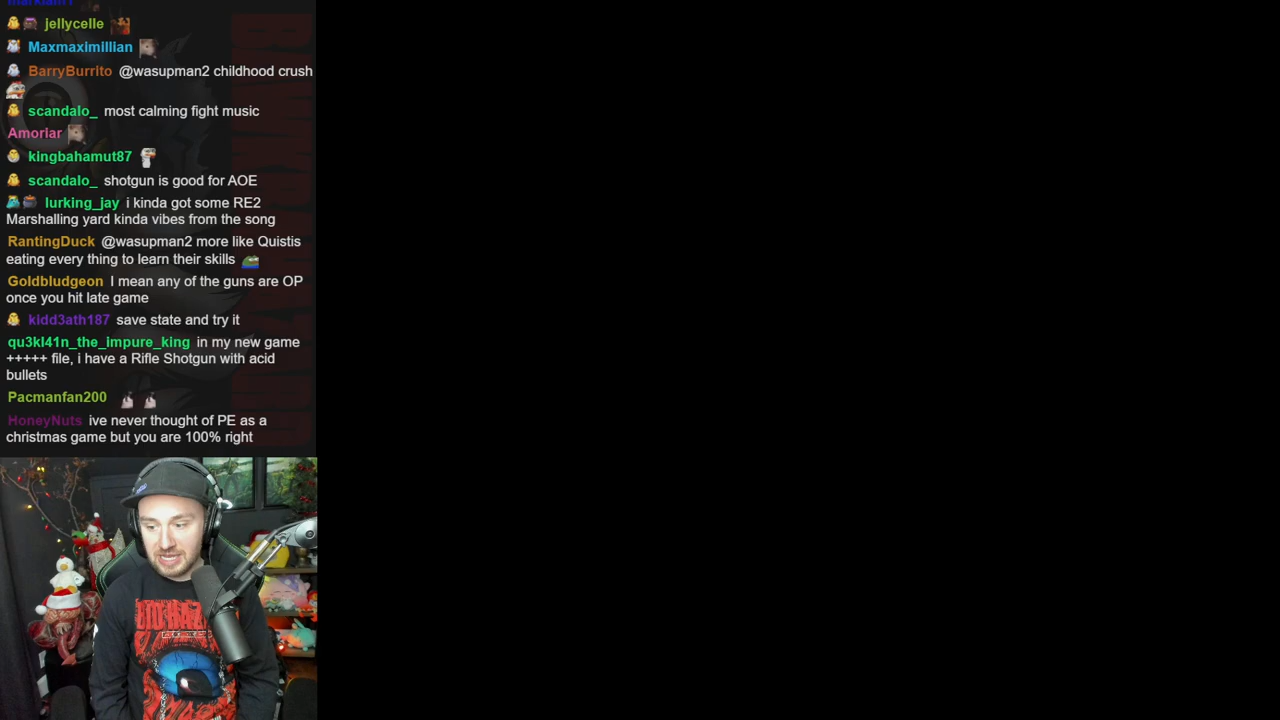 jellycelle
Maxmaximillian
BarryBurrito @wasupman2 childhood crush
scandalo_ most calming fight music
Amorlar
kingbahamut87
scandalo_ shotgun is good for AOE
lurking_jay i kinda got some RE2
Marshalling yard kinda vibes from the song
RantingDuck @wasupman2 more like Quistis
eating every thing to learn their skills
Goldbludgeon I mean any of the guns are OP
once you hit late game
kidd3ath187 save state and try it
qu3kl41n_the_impure_king in my new game
+++++ file, i have a Rifle Shotgun with acid
bullets
Pacmanfan200
HoneyNuts ive never thought of PE as a
christmas game but you are 100% right